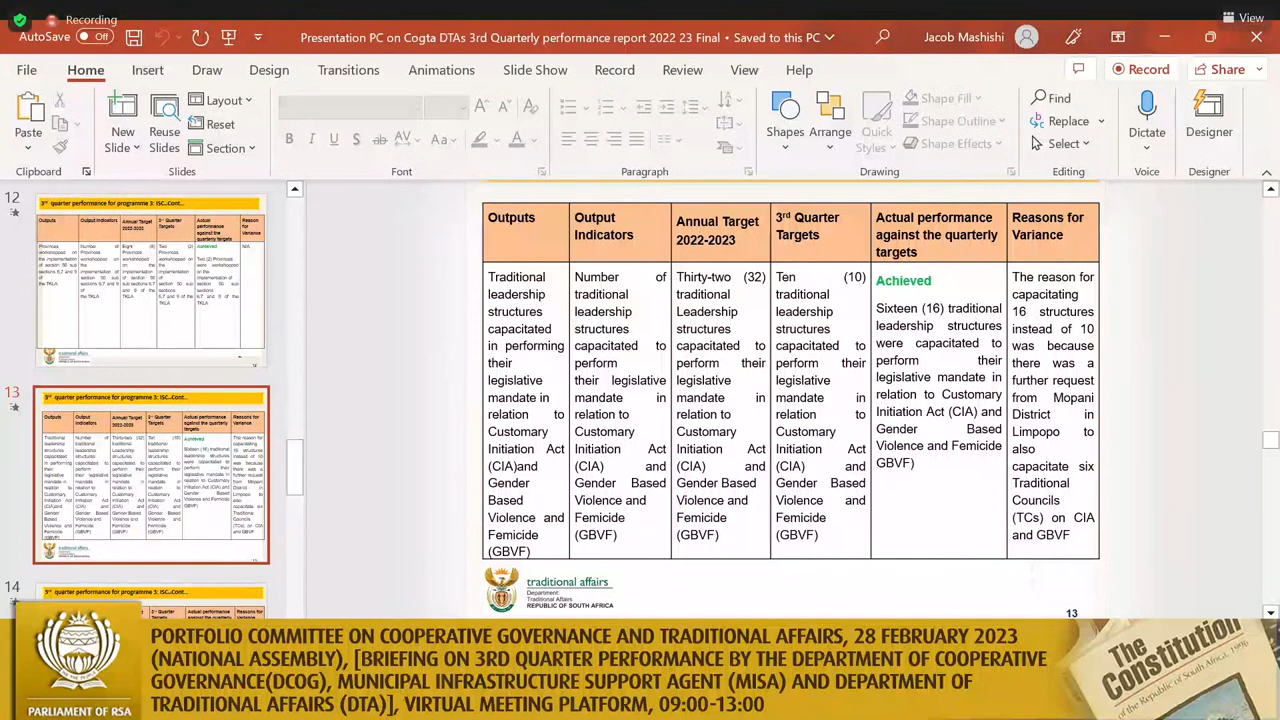 Recording
View
AutoSave Off
Presentation PC on Cogta DTAs 3rd Quarterly performance report 2022 23 Final • Saved to this PC
Jacob Mashishi
File Home Insert Draw Design Slide Show Transitions Animations Slide Show Record Review View Help
Record Share
Paste
New Slide
Reuse Slides
Layout
Reset
Section
Shapes
Arrange
Quick Styles
Shape Fill
Shape Outline
Shape Effects
Find
Replace
Select
Dictate
Designer
Clipboard Slides Font Paragraph Drawing Editing Voice Designer
12
13
14
Outputs
Output Indicators
Annual Target 2022-2023
3rd Quarter Targets
Actual performance against the quarterly targets
Reasons for Variance
Traditional
leadership
structures
capacitated
in performing
their
legislative
mandate in
relation to
Customary
Initiation Act
(CIA)and
Gender
Based
Violence and
Femicide
(GBVF)
Number of
traditional
leadership
structures
capacitated to
perform
their legislative
mandate in
relation to
Customary
Initiation Act
(CIA) and
Gender Based
Violence and
Femicide
(GBVF)
Thirty-two (32)
traditional
Leadership
structures
capacitated to
perform their
legislative
mandate in
relation to
Customary
Initiation Act
(CIA) and
Gender Based
Violence and
Femicide
(GBVF)
Ten (10)
traditional
leadership
structures
capacitated to
perform their
legislative
mandate in
relation to
Customary
Initiation Act
(CIA) and
Gender Based
Violence and
Femicide
(GBVF)
Achieved
Sixteen (16) traditional
leadership structures
were capacitated to
perform their
legislative mandate in
relation to Customary
Initiation Act (CIA) and
Gender Based
Violence and Femicide
GBVF)
The reason for
capacitating
16 structures
instead of 10
was because
there was a
further request
from Mopani
District in
Limpopo to
also
capacitate six
Traditional
Councils
(TCs) on CIA
and GBVF
traditional affairs
Department:
Traditional Affairs
REPUBLIC OF SOUTH AFRICA
13
PARLIAMENT OF RSA
PORTFOLIO COMMITTEE ON COOPERATIVE GOVERNANCE AND TRADITIONAL AFFAIRS, 28 FEBRUARY 2023
(NATIONAL ASSEMBLY), [BRIEFING ON 3RD QUARTER PERFORMANCE BY THE DEPARTMENT OF COOPERATIVE
GOVERNANCE(DCOG), MUNICIPAL INFRASTRUCTURE SUPPORT AGENT (MISA) AND DEPARTMENT OF
TRADITIONAL AFFAIRS (DTA)], VIRTUAL MEETING PLATFORM, 09:00-13:00
The
Constitution
of the Republic of South Africa, 1996